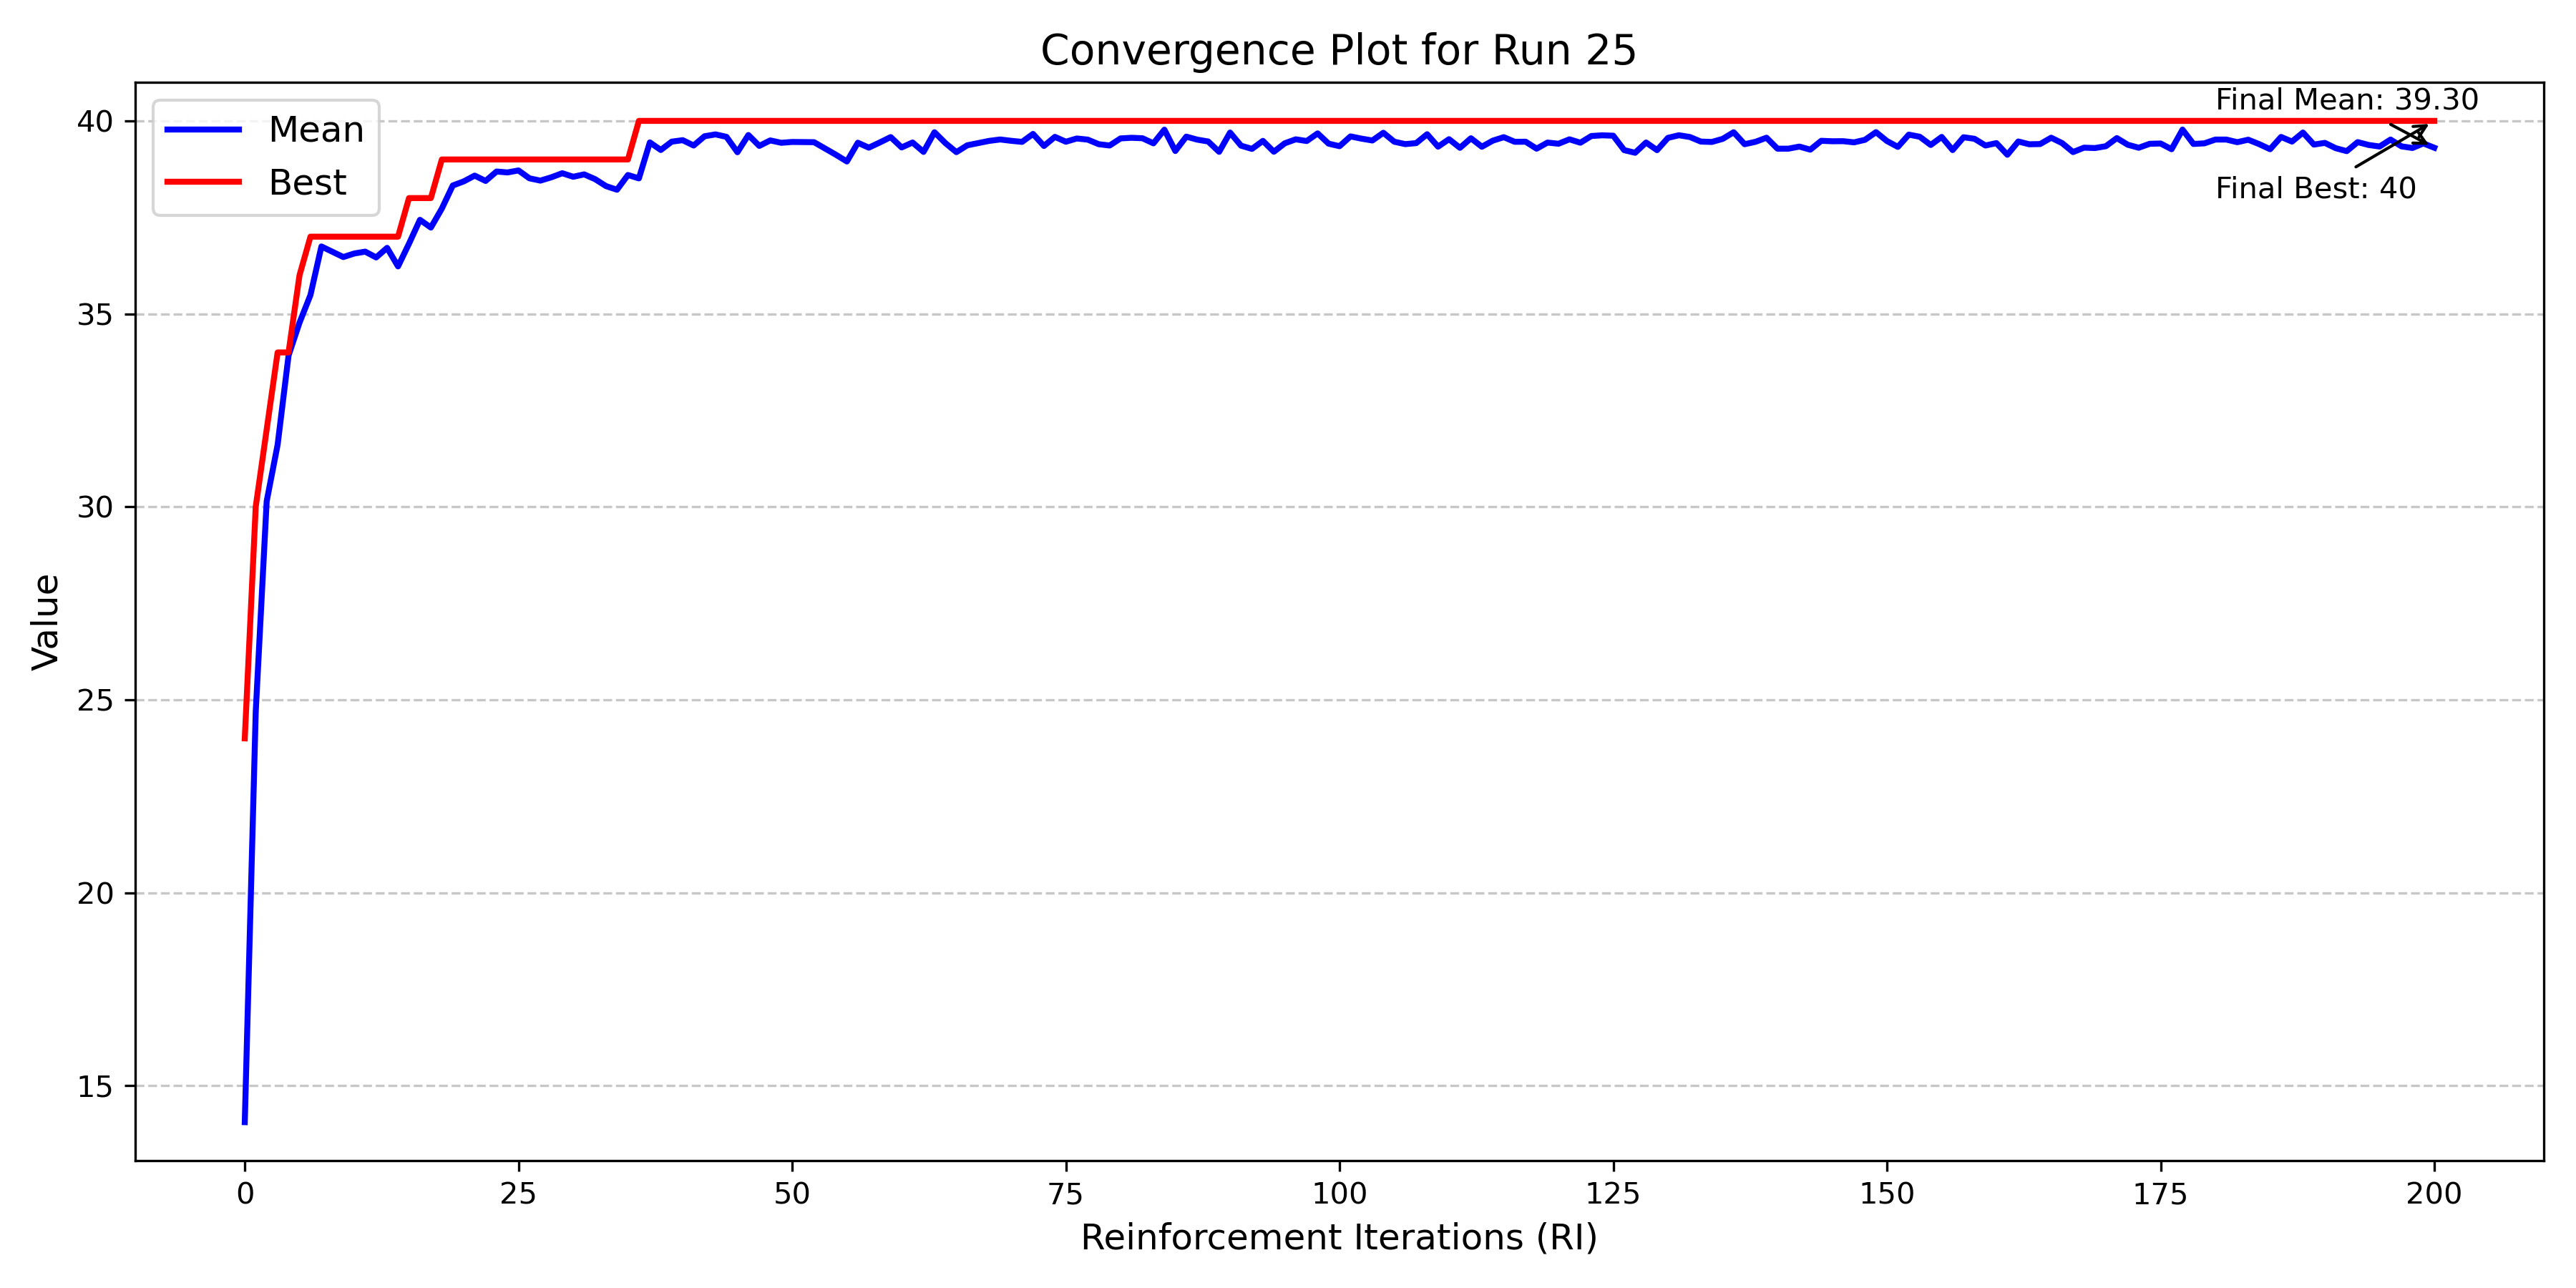 Convergence Plot for Run 25
Mean
Best
Final Mean: 39.30
Final Best: 40
Value
40
35
30
25
20
15
0 25 50 75 100 125 150 175 200
Reinforcement Iterations (RI)